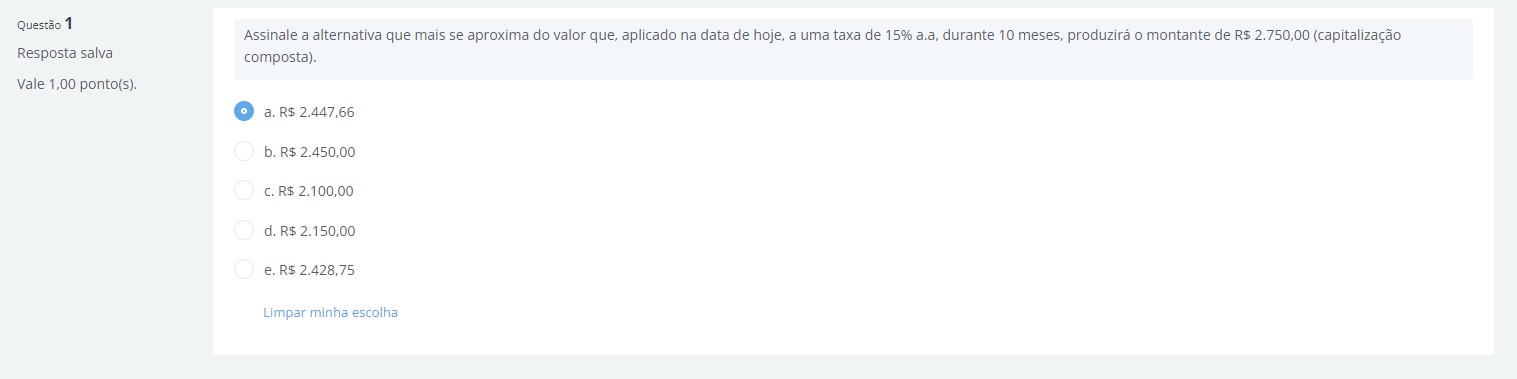 Questão 1
Resposta salva
Vale 1,00 ponto(s).
Assinale a alternativa que mais se aproxima do valor que, aplicado na data de hoje, a uma taxa de 15% a.a, durante 10 meses, produzirá o montante de R$ 2.750,00 (capitalização
composta).
a. R$ 2.447,66
b. R$ 2.450,00
c. R$ 2.100,00
d. R$ 2.150,00
e. R$ 2.428,75
Limpar minha escolha